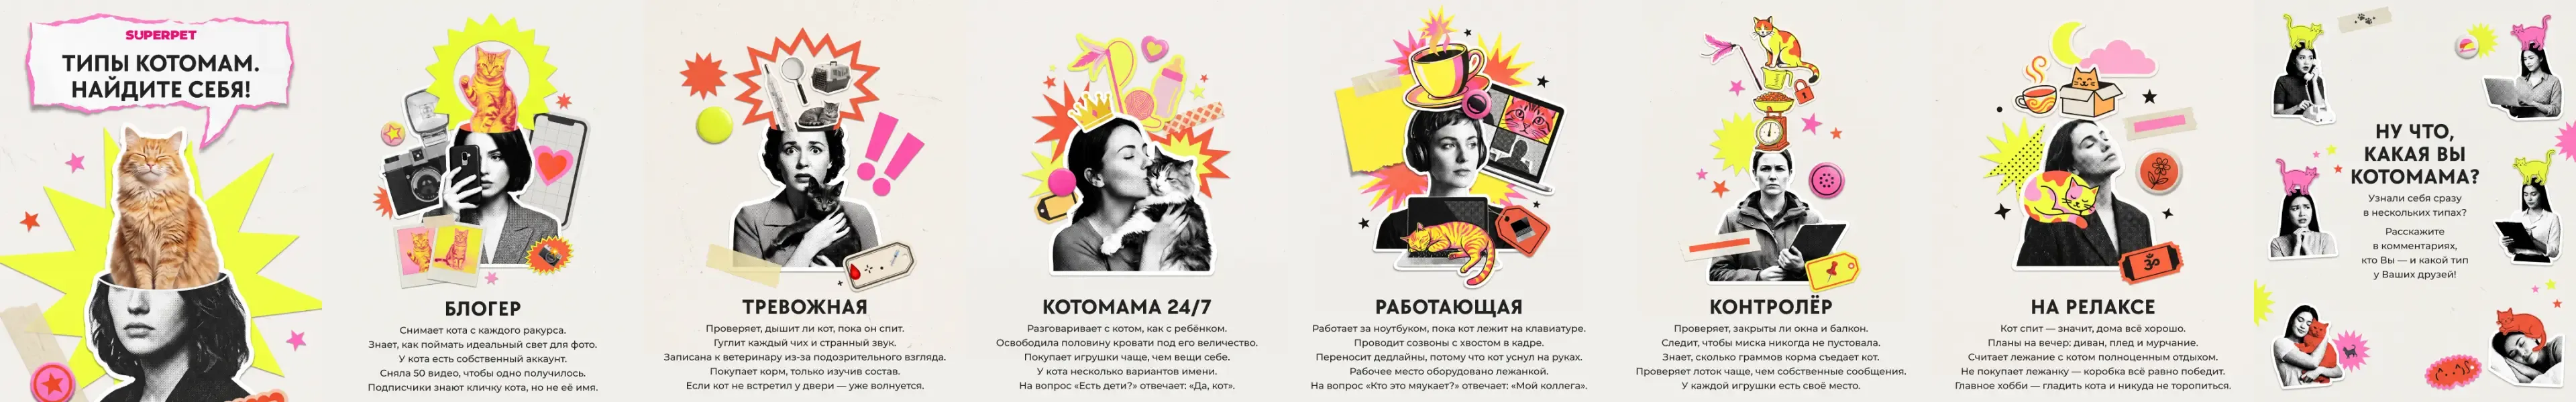 SUPERPET
ТИПЫ КОТОМАМ.
НАЙДИТЕ СЕБЯ!
БЛОГЕР
Снимает кота с каждого ракурса.
Знает, как поймать идеальный свет для фото.
У кота есть собственный аккаунт.
Сняла 50 видео, чтобы одно получилось.
Подписчики знают кличку кота, но не её имя.
ТРЕВОЖНАЯ
Проверяет, дышит ли кот, пока он спит.
Гуглит каждый чих и странный звук.
Записана к ветеринару из-за подозрительного взгляда.
Покупает корм, только изучив состав.
Если кот не встретил у двери — уже волнуется.
КОТОМАМА 24/7
Разговаривает с котом, как с ребёнком.
Освободила половину кровати под его величество.
Покупает игрушки чаще, чем вещи себе.
У кота несколько вариантов имени.
На вопрос «Есть дети?» отвечает: «Да, кот».
РАБОТАЮЩАЯ
Работает за ноутбуком, пока кот лежит на клавиатуре.
Проводит созвоны с хвостом в кадре.
Переносит дедлайны, потому что кот уснул на руках.
Рабочее место оборудовано лежанкой.
На вопрос «Кто это мяукает?» отвечает: «Мой коллега».
КОНТРОЛЁР
Проверяет, закрыты ли окна и балкон.
Следит, чтобы миска никогда не пустовала.
Знает, сколько граммов корма съедает кот.
Проверяет лоток чаще, чем собственные сообщения.
У каждой игрушки есть своё место.
НА РЕЛАКСЕ
Кот спит — значит, дома всё хорошо.
Планы на вечер: диван, плед и мурчание.
Считает лежание с котом полноценным отдыхом.
Не покупает лежанку — коробка всё равно победит.
Главное хобби — гладить кота и никуда не торопиться.
ॐ
НУ ЧТО,
КАКАЯ ВЫ
КОТОМАМА?
Узнали себя сразу
в нескольких типах?
Расскажите
в комментариях,
кто Вы — и какой тип
у Ваших друзей!